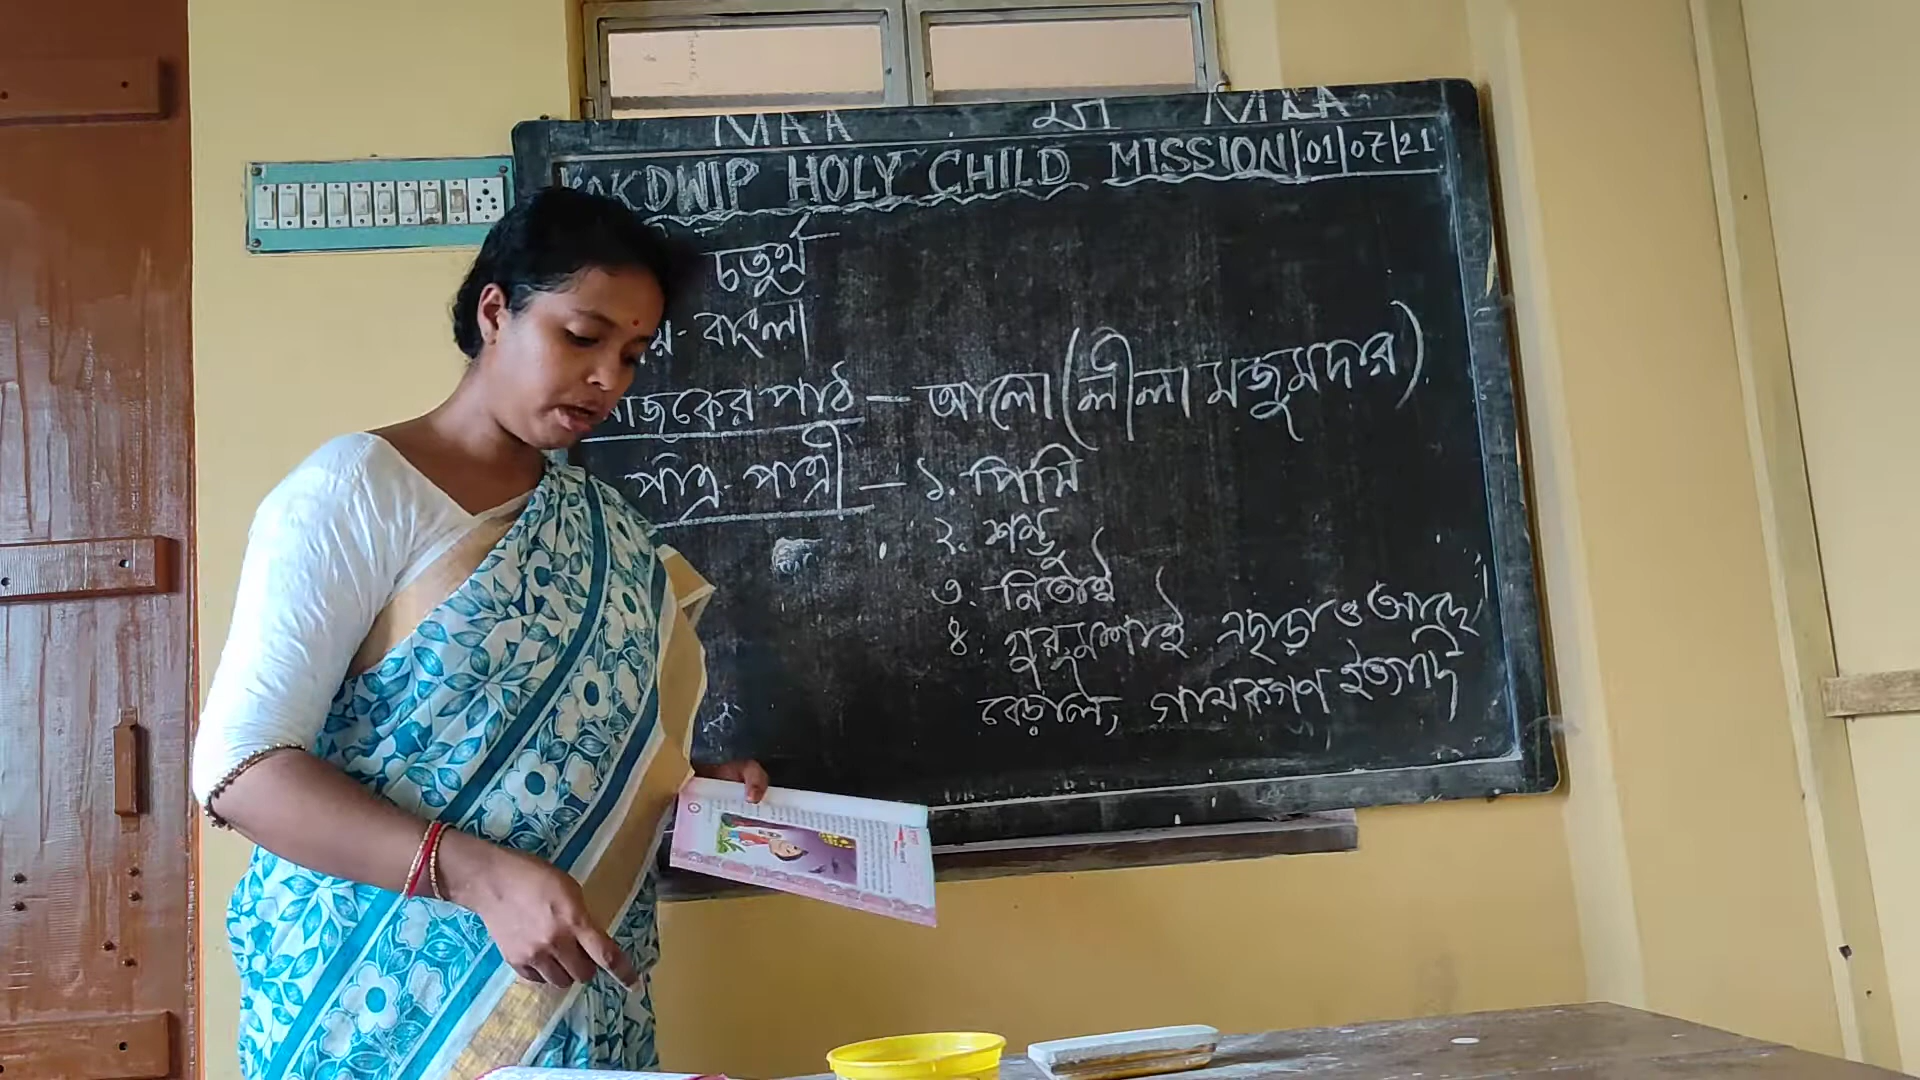 MAA মা MAA
KAKDWIP HOLY CHILD MISSION 01/07/21
চতুর্থ
বাংলা
আজকের পাঠ — আলো (লীলা মজুমদার)
পাত্র-পাত্রী — ১. পিসি
২. শম্ভু
৩. নিতাই
৪. গুরুমশাই. এছাড়াও আছে
বেড়াল, গায়কগণ ইত্যাদি